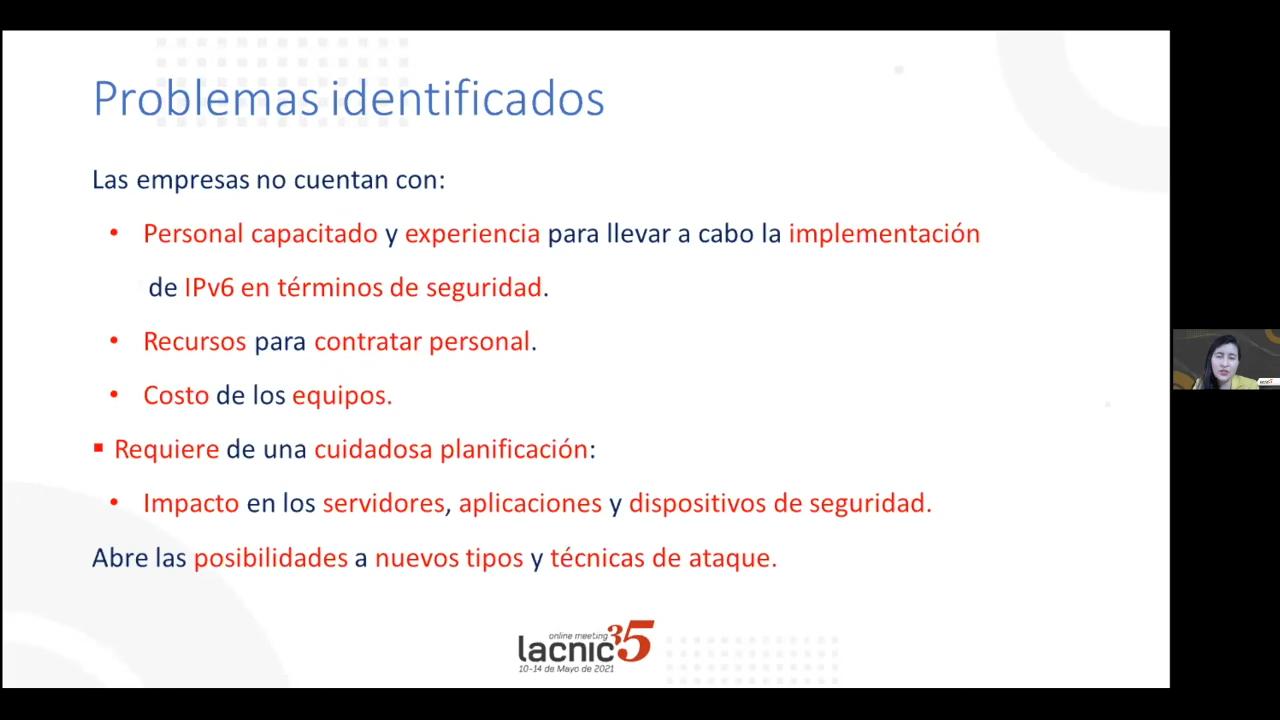 Problemas identificados
Las empresas no cuentan con:
• Personal capacitado y experiencia para llevar a cabo la implementación
de IPv6 en términos de seguridad.
• Recursos para contratar personal.
• Costo de los equipos.
▪ Requiere de una cuidadosa planificación:
• Impacto en los servidores, aplicaciones y dispositivos de seguridad.
Abre las posibilidades a nuevos tipos y técnicas de ataque.
online meeting
lacnic35
10-14 de Mayo de 2021